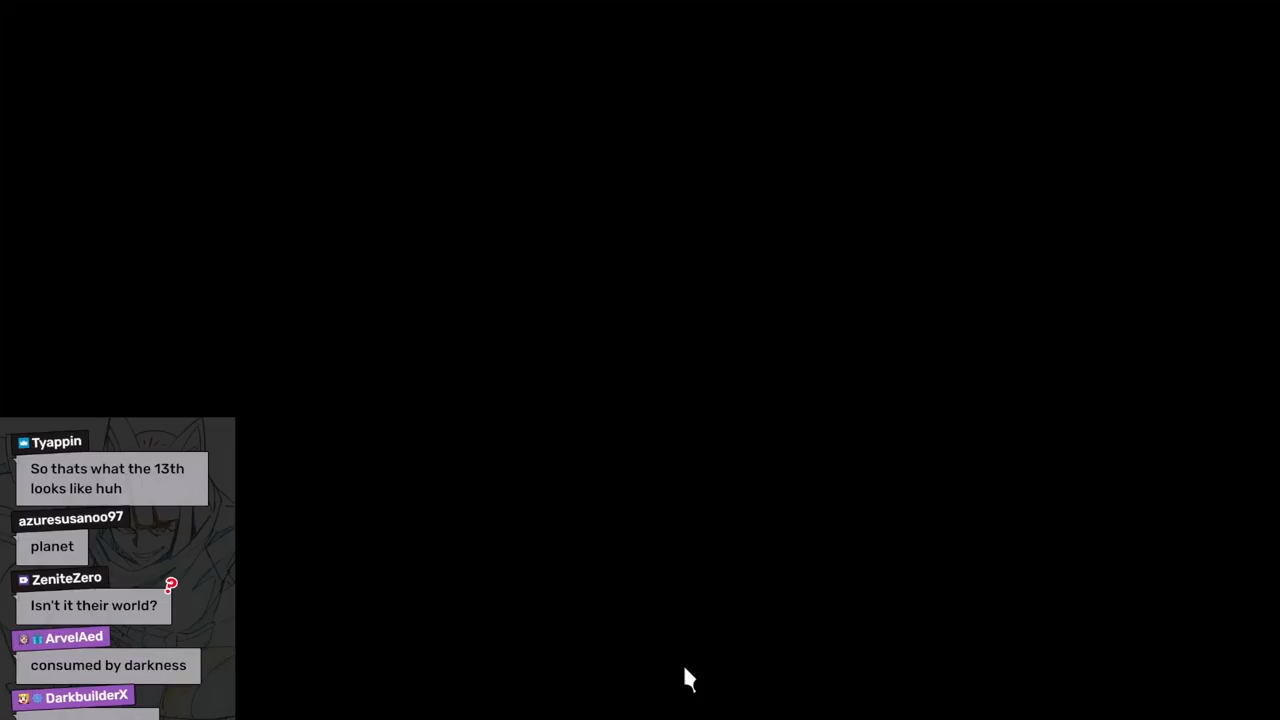 Tyappin
So thats what the 13th
looks like huh
azuresusanoo97
planet
ZeniteZero
?
Isn't it their world?
ArvelAed
consumed by darkness
DarkbuilderX